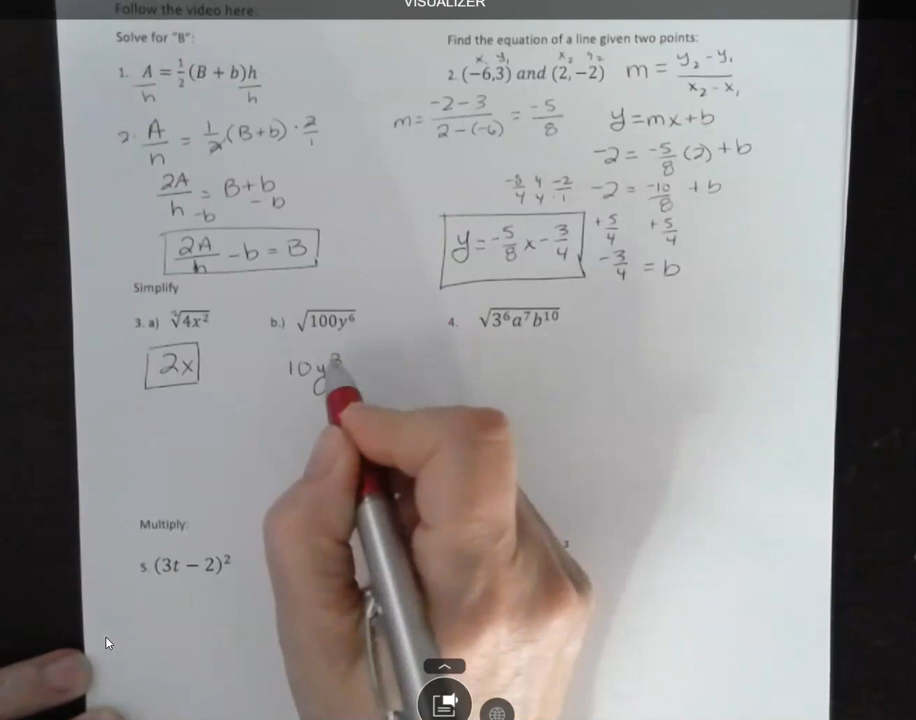 VISUALIZER
Follow the video here:
Solve for "B":
1. A = 1/2 (B + b)h
h h
2. A/h = 1/2 (B+b) · 2/1
2A/h = B+b
-b - b
2A/h - b = B
Find the equation of a line given two points:
x₁ y₁ x₂ y₂
2. (−6,3) and (2,−2) m = y₂ - y₁ / x₂ - x₁
m = -2-3 / 2-(-6) = -5/8
y = mx+b
-2 = -5/8 (2) + b
-2 = -10/8 + b
+5/4 +5/4
-3/4 = b
y = -5/8 x - 3/4
Simplify
3. a) √4x²
2x
b.) √100y⁶
10y³
4. √3⁶a⁷b¹⁰
Multiply:
5. (3t − 2)²
3